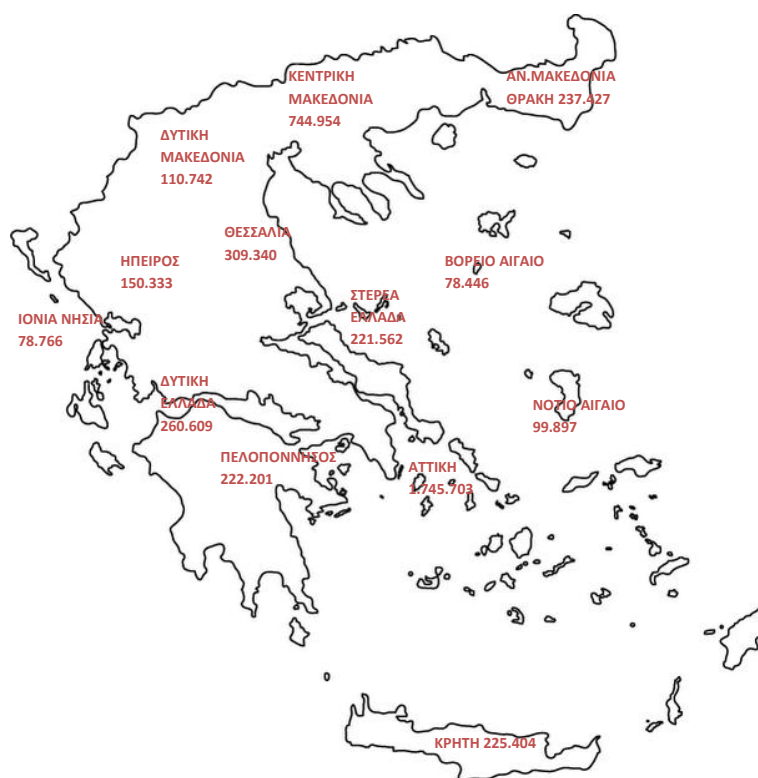 ΚΕΝΤΡΙΚΗ
ΜΑΚΕΔΟΝΙΑ
744.954
ΑΝ.ΜΑΚΕΔΟΝΙΑ
ΘΡΑΚΗ 237.427
ΔΥΤΙΚΗ
ΜΑΚΕΔΟΝΙΑ
110.742
ΘΕΣΣΑΛΙΑ
309.340
ΗΠΕΙΡΟΣ
150.333
ΒΟΡΕΙΟ ΑΙΓΑΙΟ
78.446
ΣΤΕΡΕΑ
ΕΛΛΑΔΑ
221.562
ΙΟΝΙΑ ΝΗΣΙΑ
78.766
ΔΥΤΙΚΗ
ΕΛΛΑΔΑ
260.609
ΝΟΤΙΟ ΑΙΓΑΙΟ
99.897
ΠΕΛΟΠΟΝΝΗΣΟΣ
222.201
ΑΤΤΙΚΗ
1.745.703
ΚΡΗΤΗ 225.404